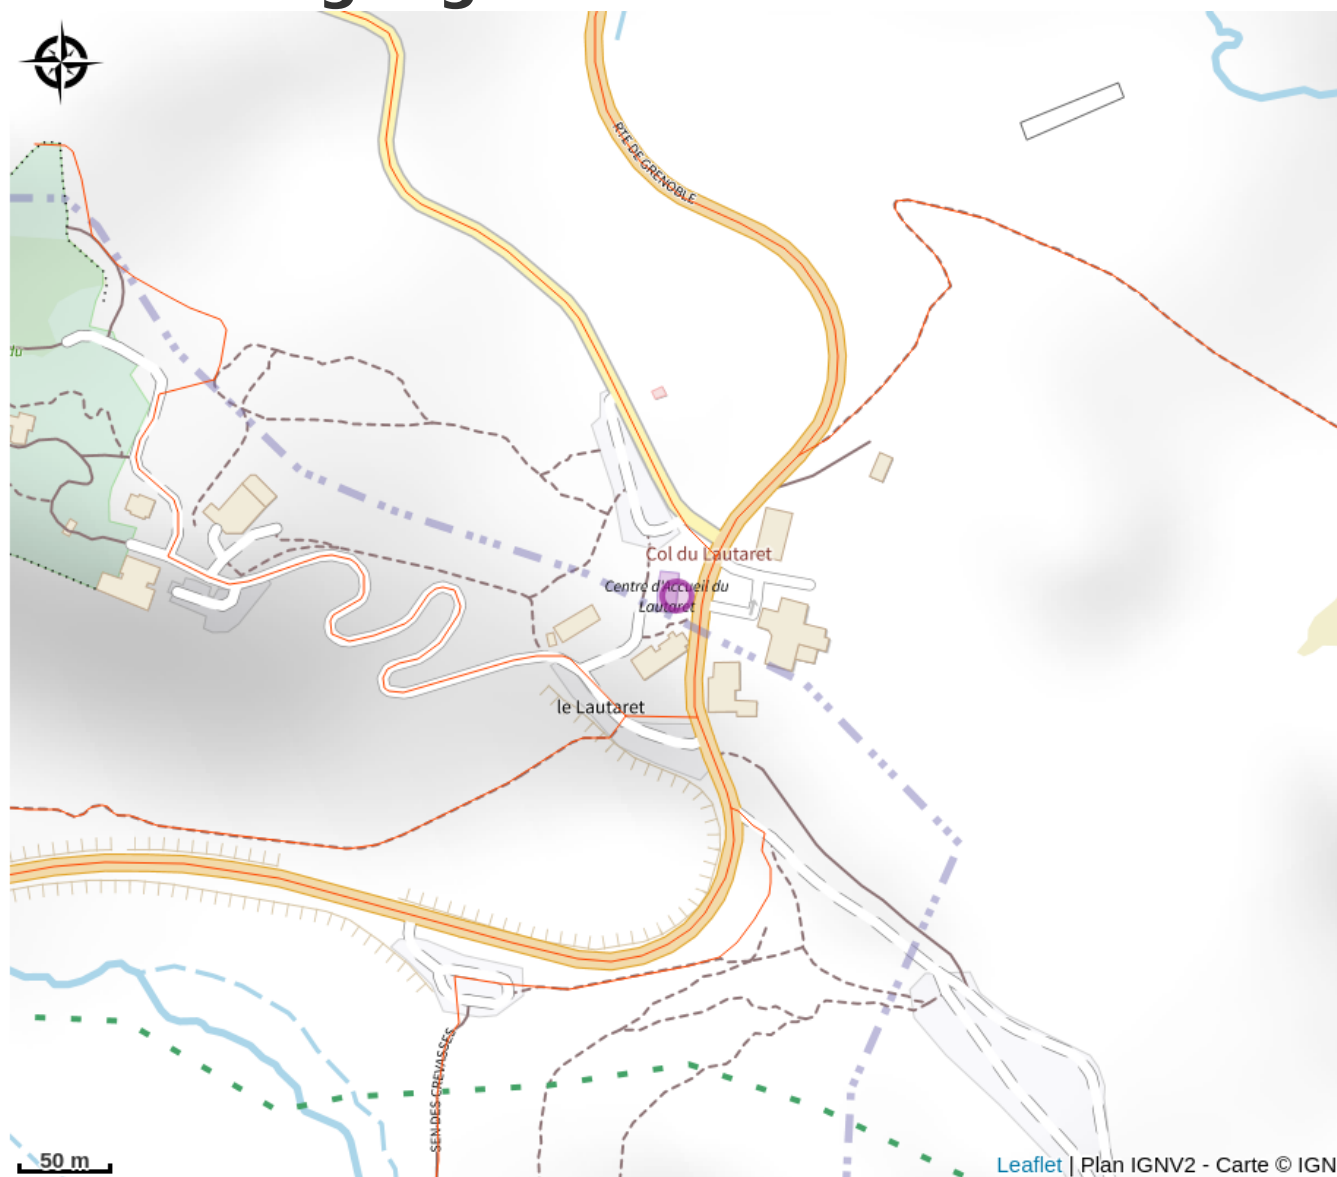 RTE DE GRENOBLE
du
Col du Lautaret
Centre d'Accueil du
Lautaret
le Lautaret
SEN DES CREVASSES
50 m
Leaflet | Plan IGNV2 - Carte © IGN